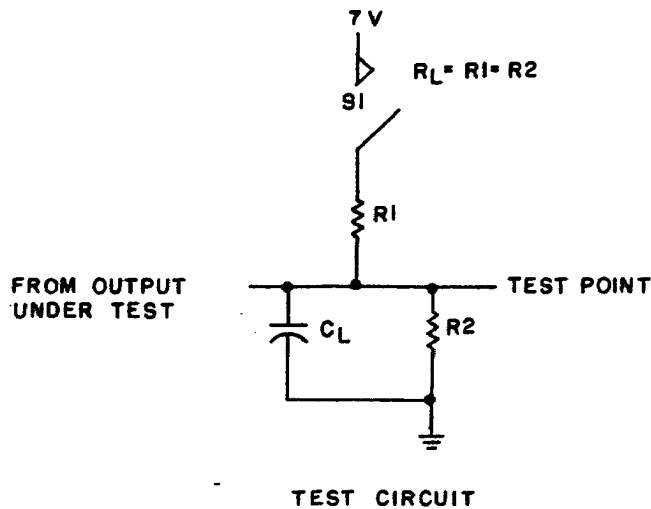 7 V
RL = R1 = R2
S1
R1
FROM OUTPUT
UNDER TEST
TEST POINT
CL
R2
TEST CIRCUIT